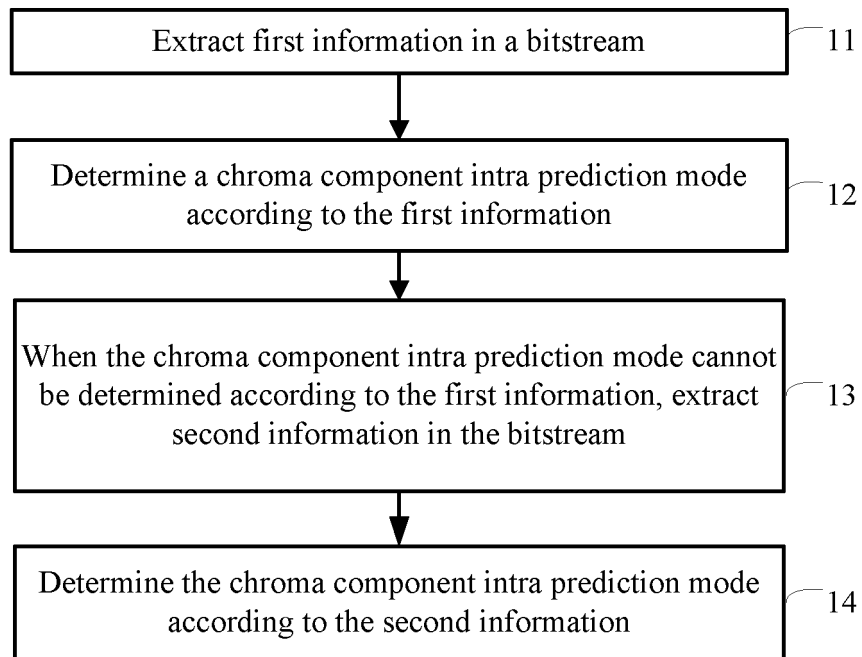 Extract first information in a bitstream
11
Determine a chroma component intra prediction mode
according to the first information
12
When the chroma component intra prediction mode cannot
be determined according to the first information, extract
second information in the bitstream
13
Determine the chroma component intra prediction mode
according to the second information
14